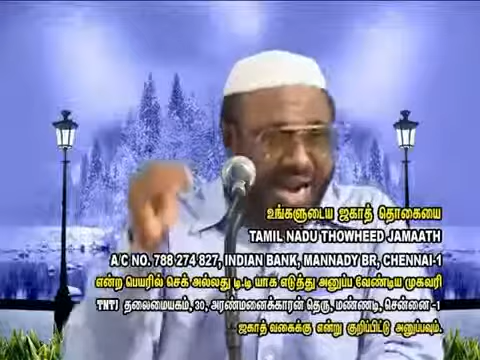 உங்களுடைய ஜகாத் தொகையை
TAMIL NADU THOWHEED JAMAATH
A/C NO. 788 274 827, INDIAN BANK, MANNADY BR, CHENNAI-1
என்ற பெயரில் செக் அல்லது டி.டி யாக எடுத்து அனுப்ப வேண்டிய முகவரி
TNTJ தலைமையகம், 30, அரண்மனைக்காரன் தெரு, மண்ணடி, சென்னை -1
ஜகாத் வகைக்கு என்று குறிப்பிட்டு அனுப்பவும்.